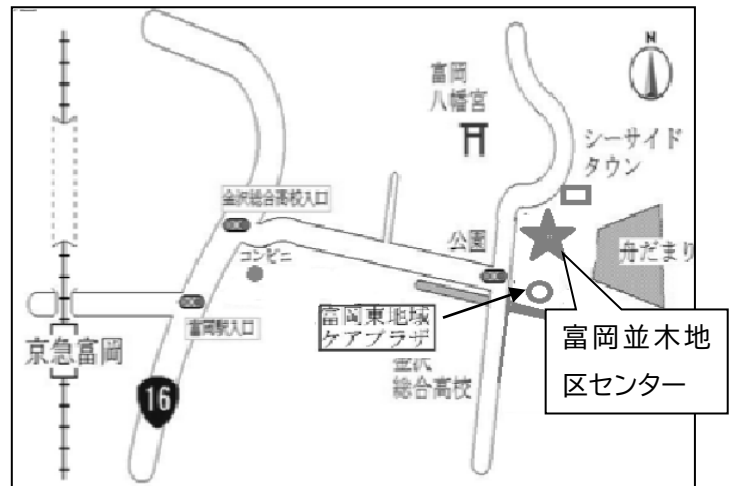 N
富岡
八幡宮
シーサイド
タウン
金沢総合高校入口
公園
コンビニ
舟だまり
富岡駅入口
富岡東地域
ケアプラザ
京急富岡
金沢
総合高校
富岡並木地
区センター
16